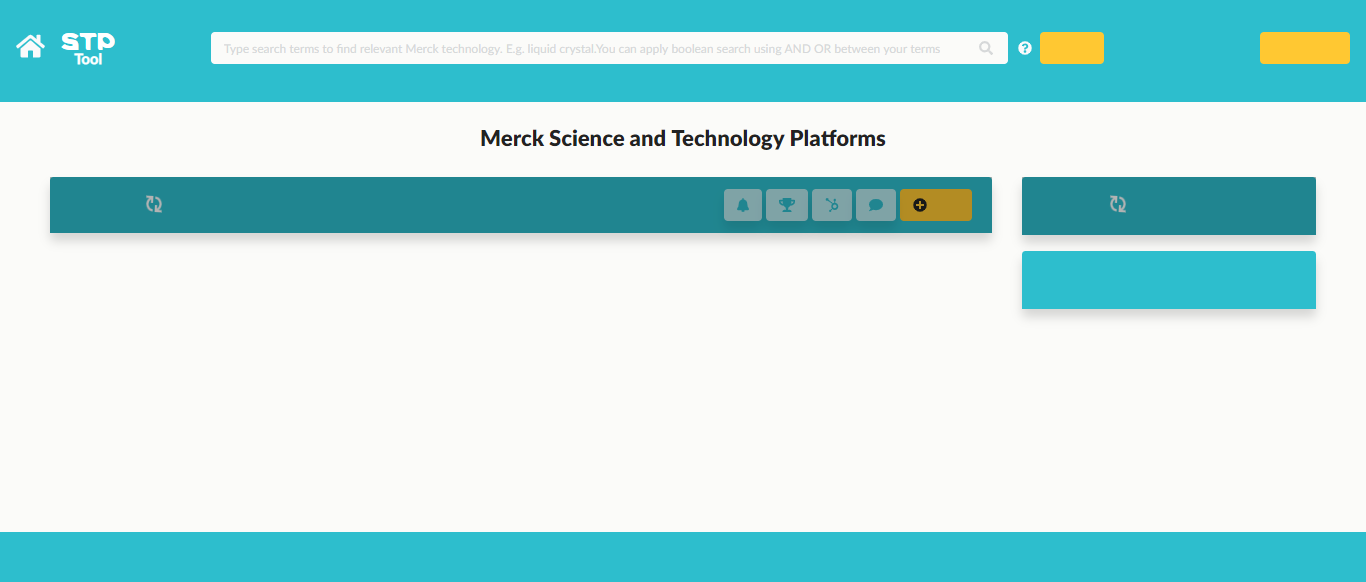 STP
Tool
Type search terms to find relevant Merck technology. E.g. liquid crystal.You can apply boolean search using AND OR between your terms
Merck Science and Technology Platforms